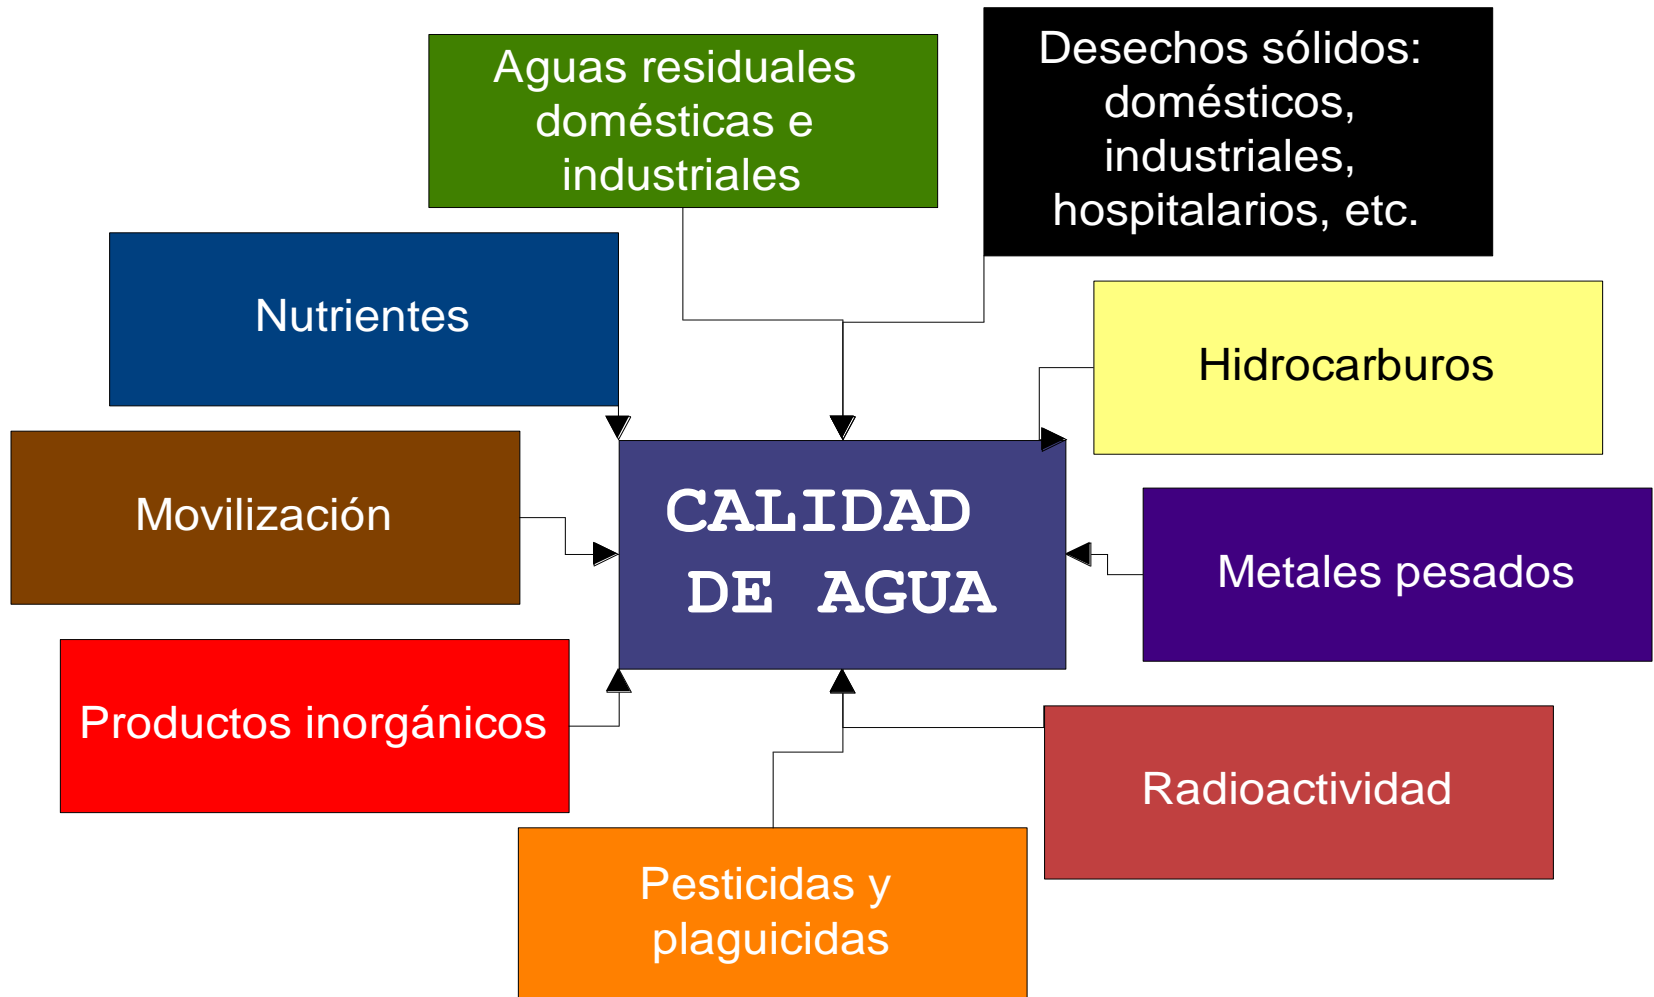 Aguas residuales
domésticas e
industriales
Desechos sólidos:
domésticos,
industriales,
hospitalarios, etc.
Nutrientes
Hidrocarburos
Movilización
CALIDAD
DE AGUA
Metales pesados
Productos inorgánicos
Radioactividad
Pesticidas y
plaguicidas